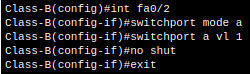 Class-B(config)#int fa0/2
Class-B(config-if)#switchport mode a
Class-B(config-if)#switchport a vl 1
Class-B(config-if)#no shut
Class-B(config-if)#exit